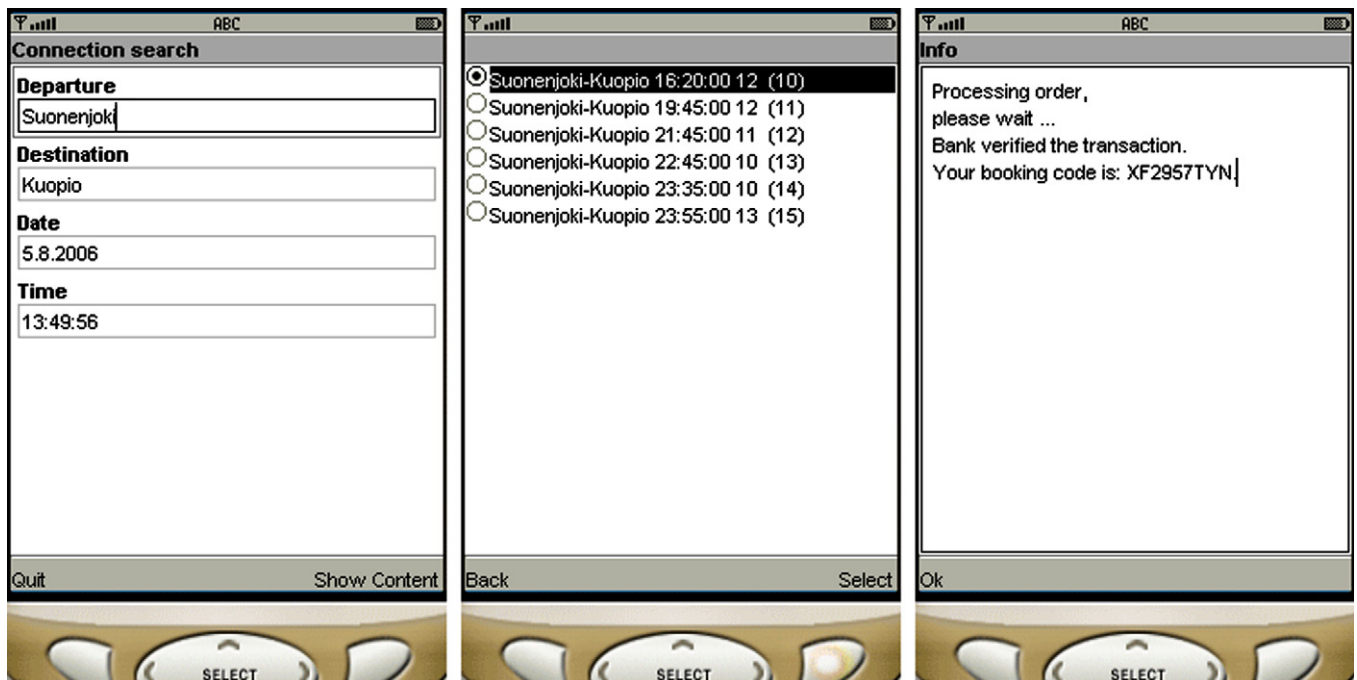 ABC
Connection search
Departure
Suonenjoki
Destination
Kuopio
Date
5.8.2006
Time
13:49:56
Quit Show Content
SELECT
Suonenjoki-Kuopio 16:20:00 12 (10)
Suonenjoki-Kuopio 19:45:00 12 (11)
Suonenjoki-Kuopio 21:45:00 11 (12)
Suonenjoki-Kuopio 22:45:00 10 (13)
Suonenjoki-Kuopio 23:35:00 10 (14)
Suonenjoki-Kuopio 23:55:00 13 (15)
Back Select
SELECT
ABC
Info
Processing order,
please wait ...
Bank verified the transaction.
Your booking code is: XF2957TYN.
Ok
SELECT